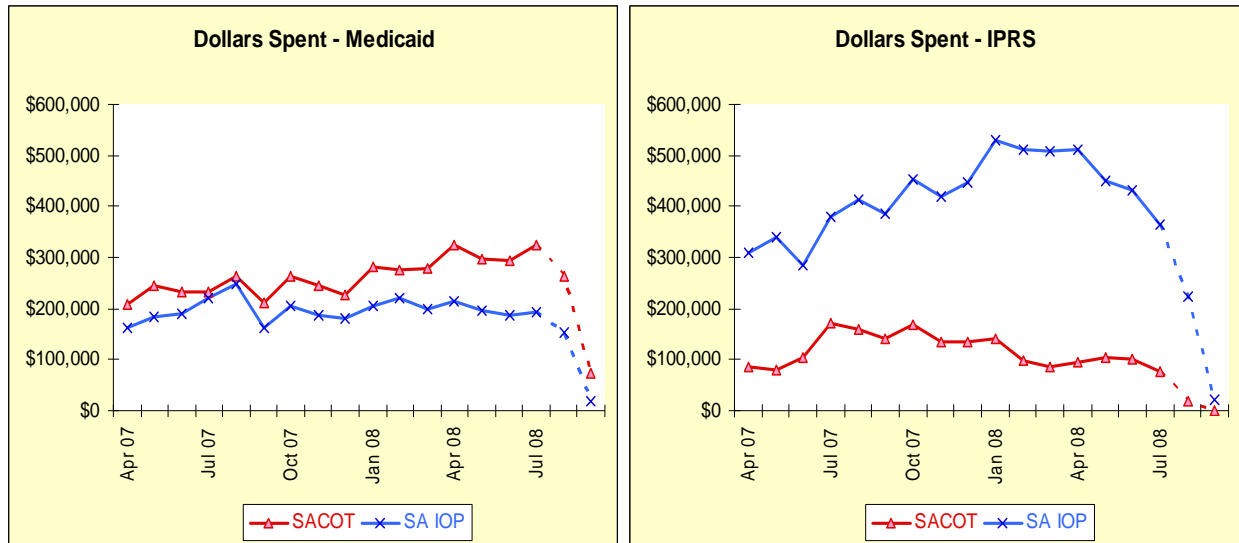 Dollars Spent - Medicaid
$600,000
$500,000
$400,000
$300,000
$200,000
$100,000
$0
Apr 07
Jul 07
Oct 07
Jan 08
Apr 08
Jul 08
SACOT
SA IOP
Dollars Spent - IPRS
$600,000
$500,000
$400,000
$300,000
$200,000
$100,000
$0
Apr 07
Jul 07
Oct 07
Jan 08
Apr 08
Jul 08
SACOT
SA IOP